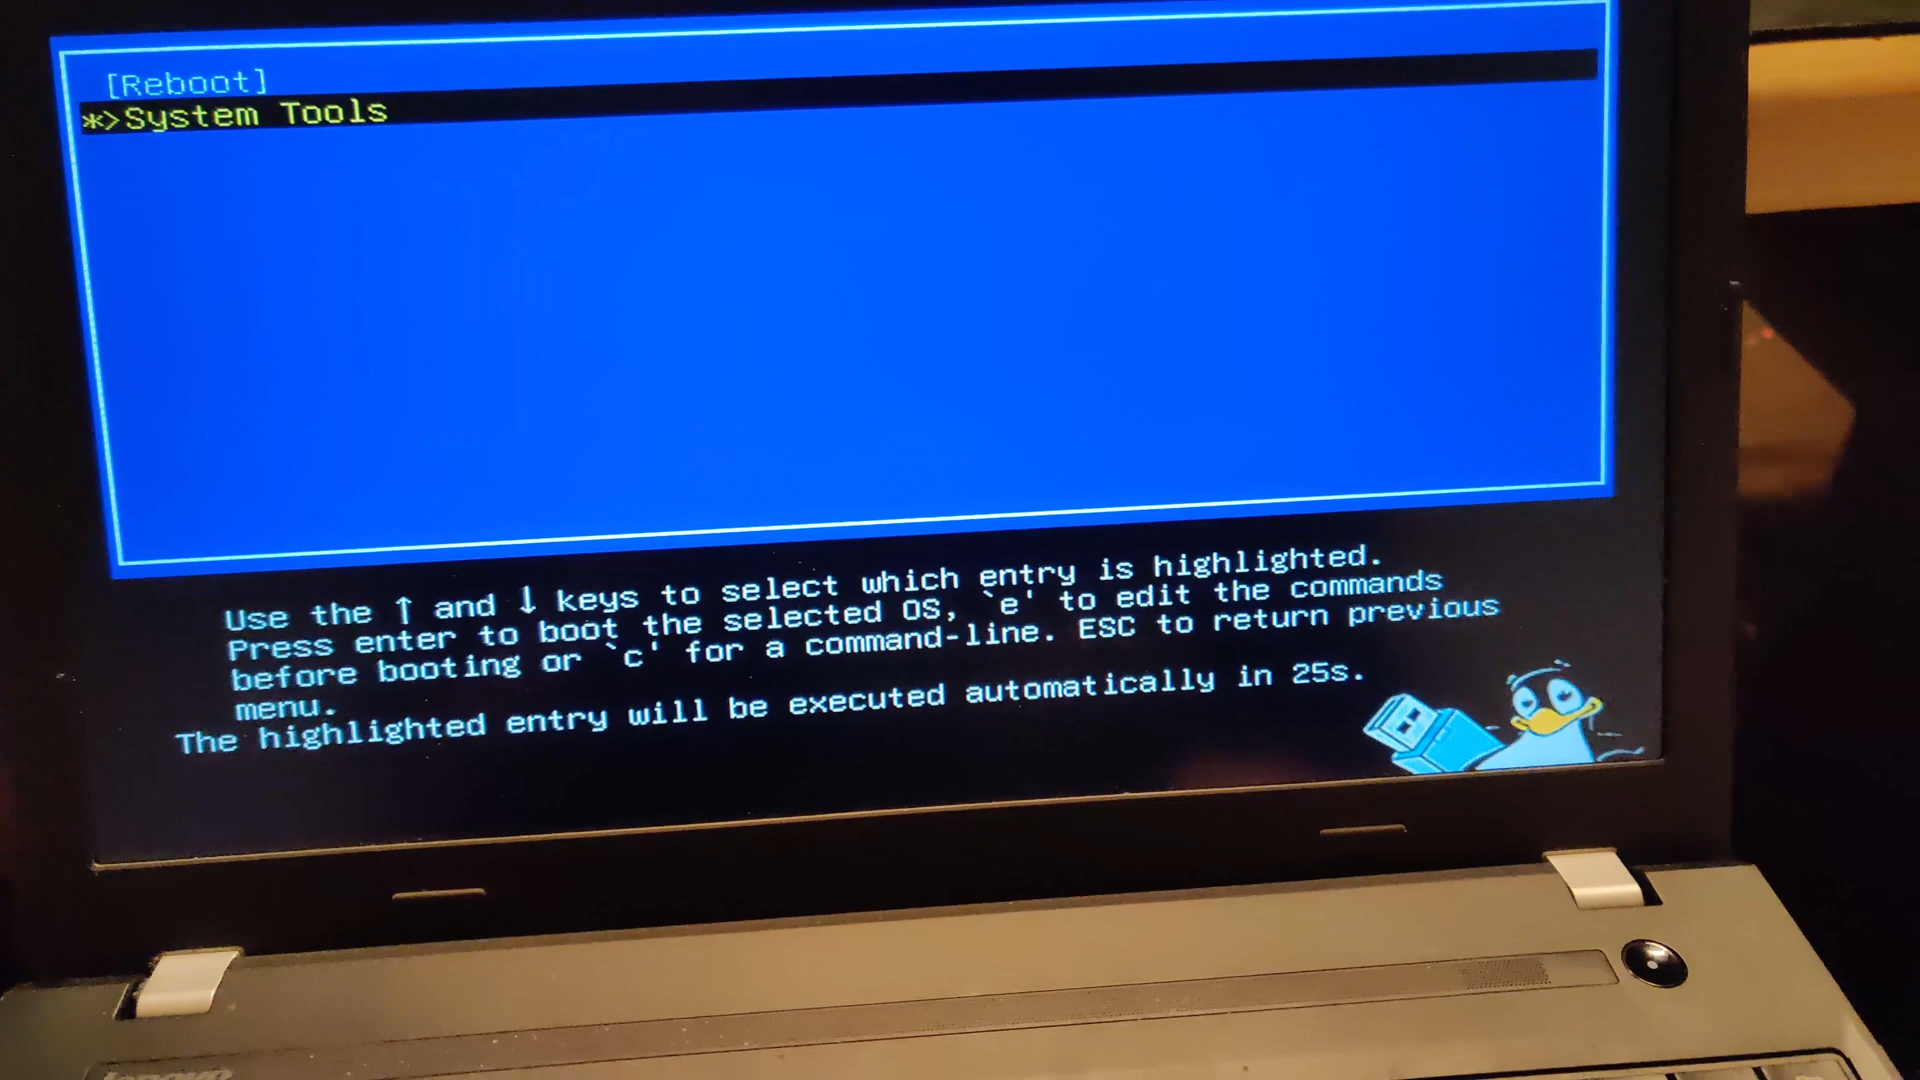 [Reboot]
*>System Tools
Use the ↑ and ↓ keys to select which entry is highlighted.
Press enter to boot the selected OS, `e' to edit the commands
before booting or `c' for a command-line. ESC to return previous
menu.
The highlighted entry will be executed automatically in 25s.
lenovo